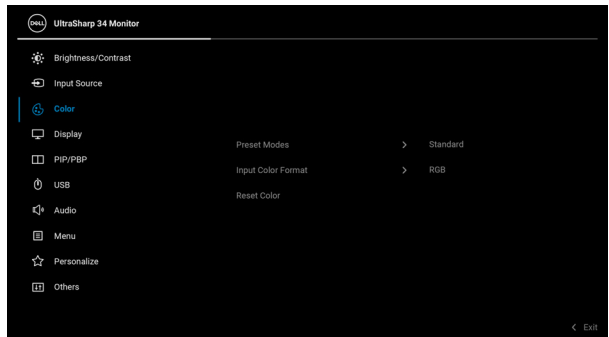 DELL UltraSharp 34 Monitor
Brightness/Contrast
Input Source
Color
Display
PIP/PBP
USB
Audio
Menu
Personalize
Others
Preset Modes Standard
Input Color Format RGB
Reset Color
Exit